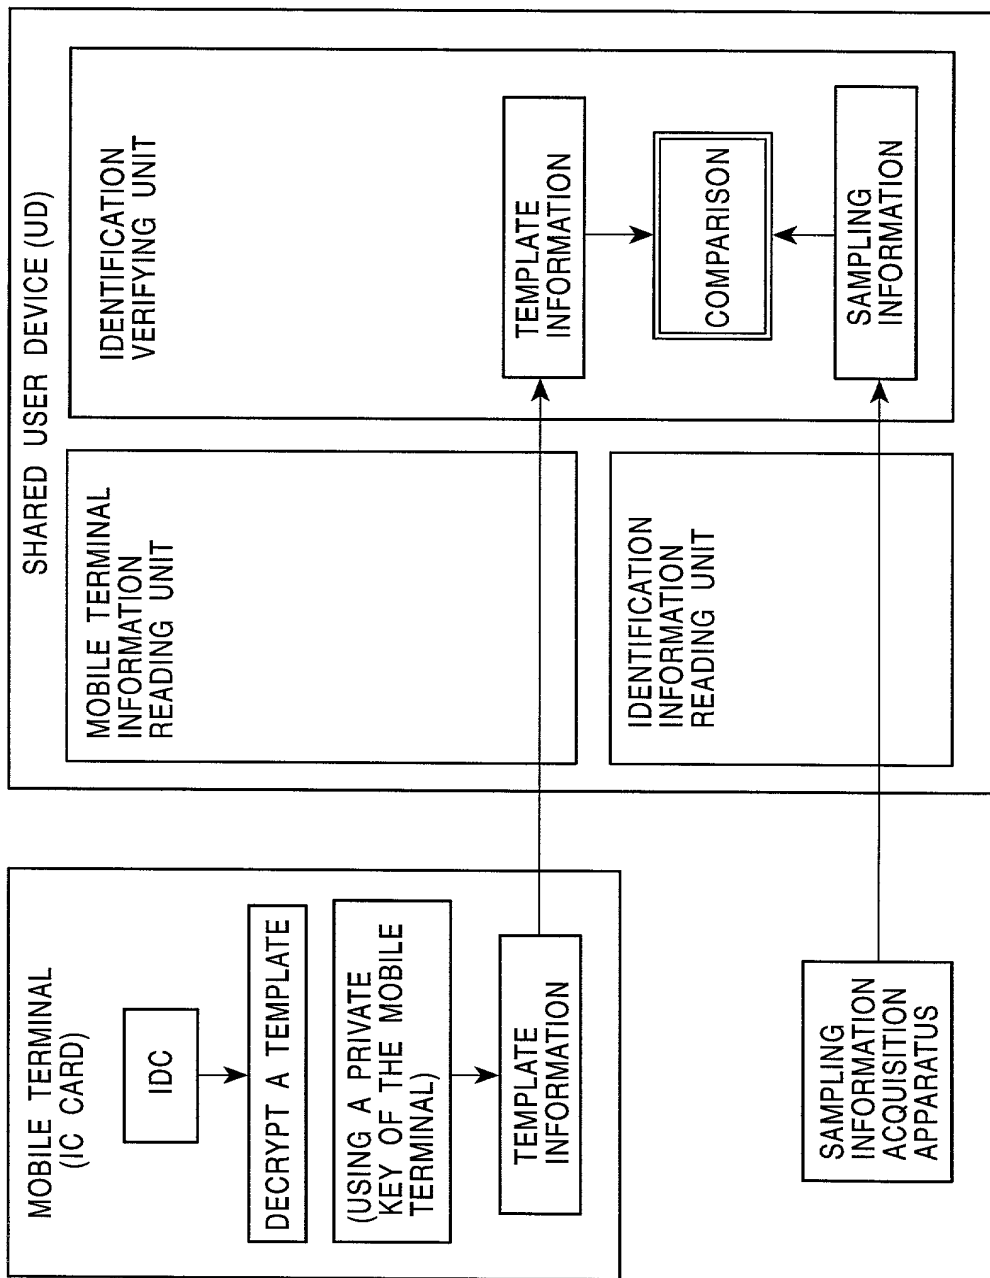 MOBILE TERMINAL
(IC CARD)
IDC
DECRYPT A TEMPLATE
(USING A PRIVATE
KEY OF THE MOBILE
TERMINAL)
TEMPLATE
INFORMATION
SAMPLING
INFORMATION
ACQUISITION
APPARATUS
SHARED USER DEVICE (UD)
MOBILE TERMINAL
INFORMATION
READING UNIT
IDENTIFICATION
INFORMATION
READING UNIT
IDENTIFICATION
VERIFYING UNIT
TEMPLATE
INFORMATION
COMPARISON
SAMPLING
INFORMATION